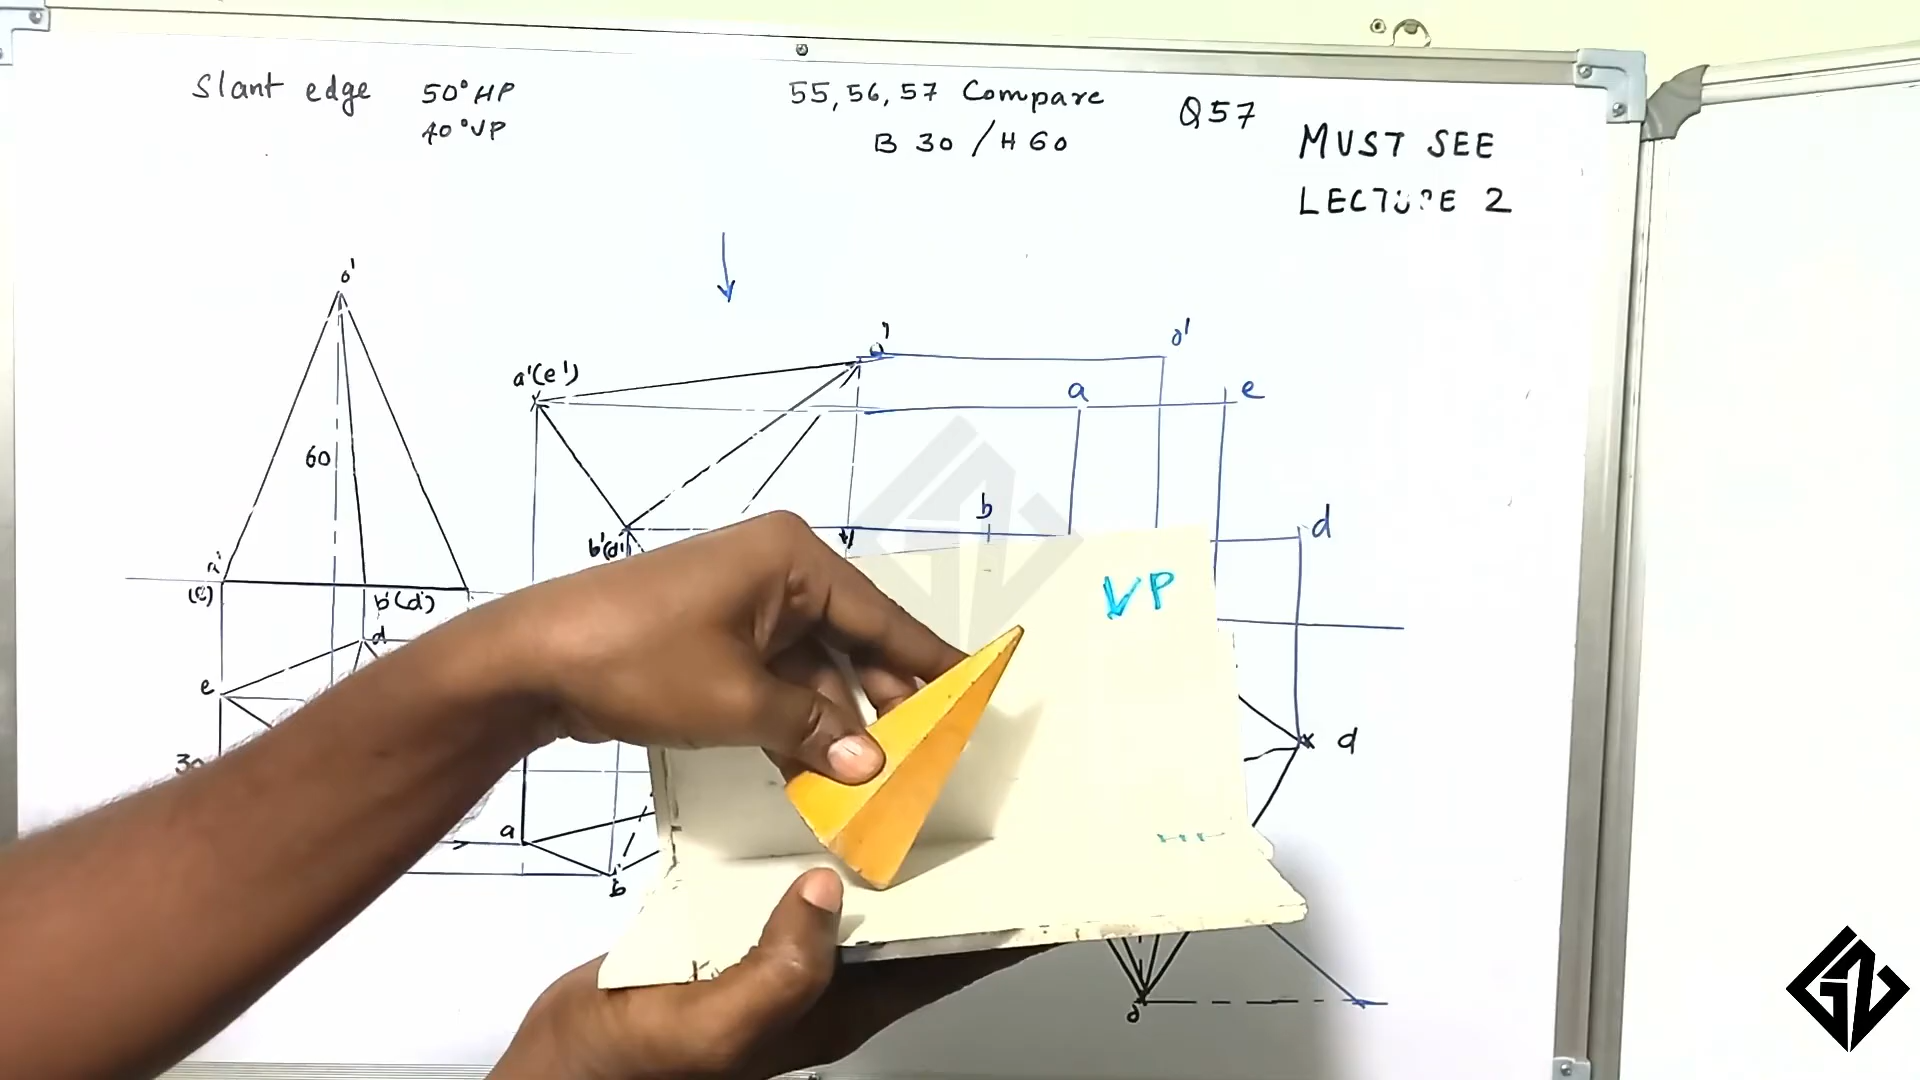 Slant edge 50° HP
40° VP
55, 56, 57 Compare
B 30 / H 60
Q57
MUST SEE
LECTURE 2
o'
a'(e')
o'
o'
a
e
60
b
d
b'(d')
a'
(e')
b'(d')
VP
d
e
d
30
a
b
o